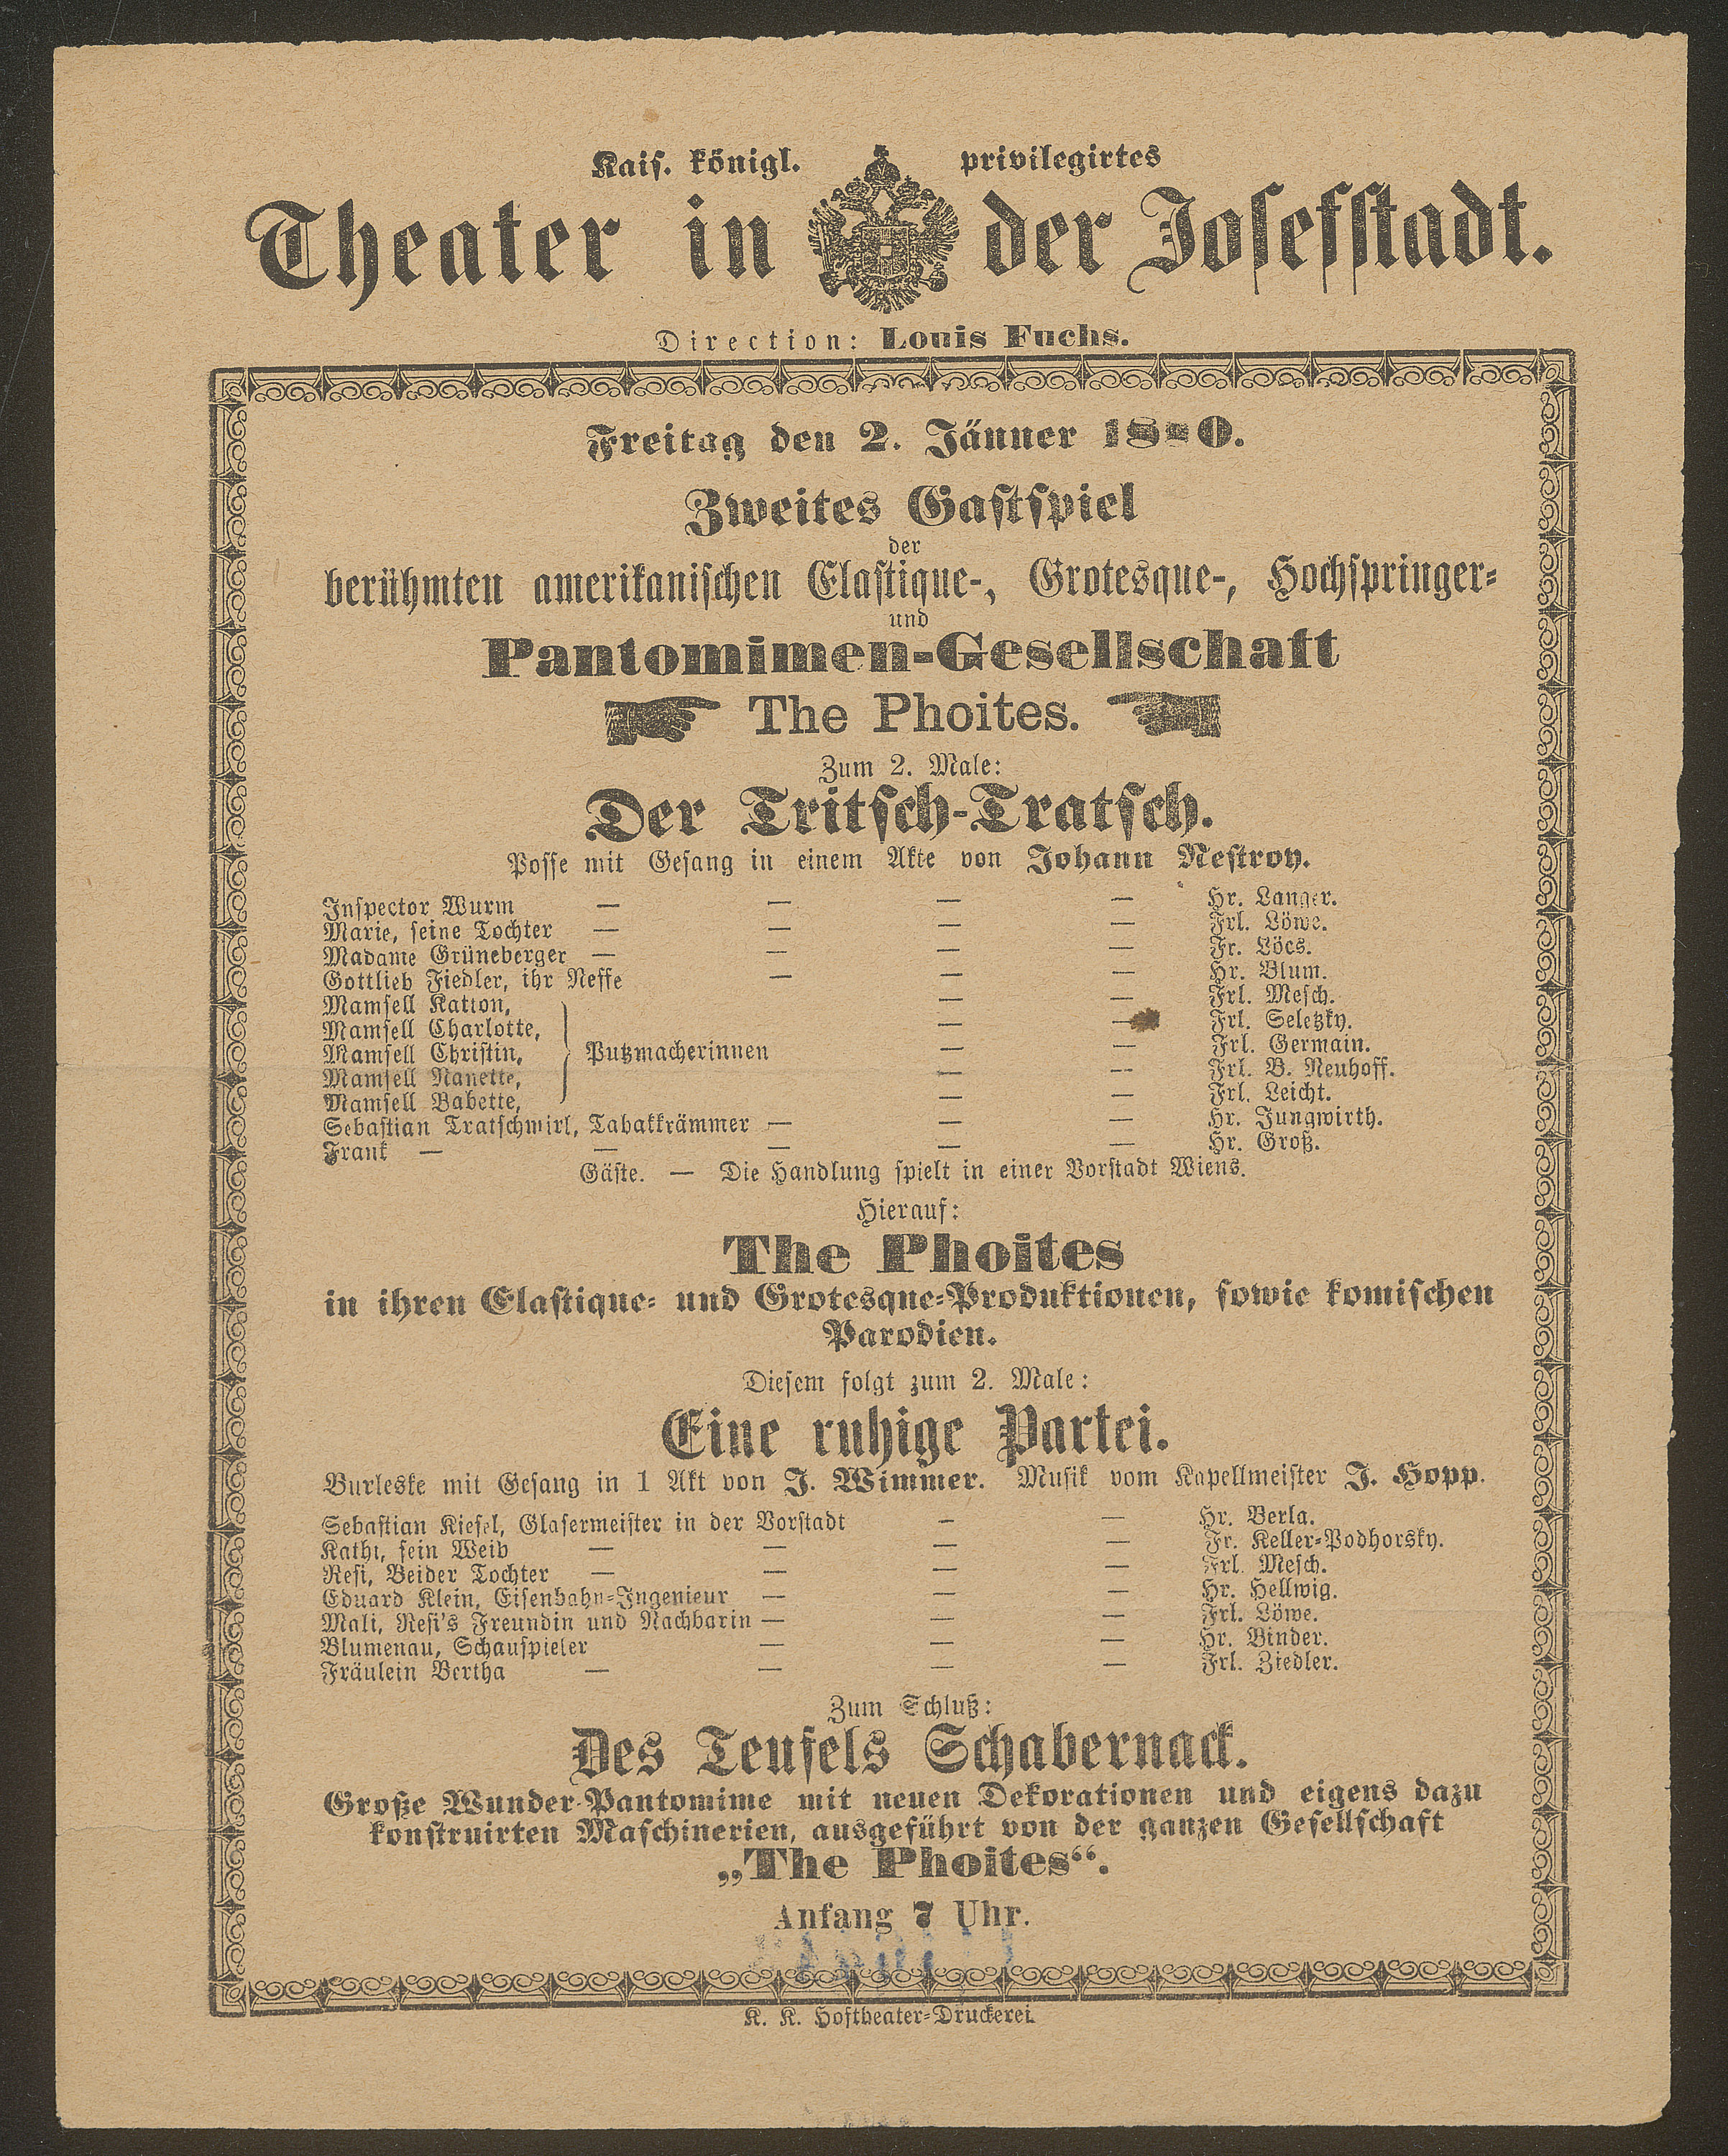 Kais. königl. privilegirtes
Theater in der Josefstadt.
Direction: Louis Fuchs.
Freitag den 2. Jänner 1880.
Zweites Gastspiel
der
berühmten amerikanischen Elastique-, Grotesque-, Hochspringer-
und
Pantomimen-Gesellschaft
The Phoites.
Zum 2. Male:
Der Tritsch-Tratsch.
Posse mit Gesang in einem Akte von Johann Nestroy.
Inspector Wurm — — — — Hr. Langer.
Marie, seine Tochter — — — — Frl. Löwe.
Madame Grüneberger — — — — Fr. Löcs.
Gottlieb Fiedler, ihr Neffe — — — Hr. Blum.
Mamsell Katton, — — Frl. Mesch.
Mamsell Charlotte, — — Frl. Seletzky.
Mamsell Christin, Putzmacherinnen — — Frl. Germain.
Mamsell Nanette, — — Frl. B. Neuhoff.
Mamsell Babette, — — Frl. Leicht.
Sebastian Tratschwirl, Tabakkrämmer — — — Hr. Jungwirth.
Frank — — — — — Hr. Groß.
Gäste. — Die Handlung spielt in einer Vorstadt Wiens.
Hierauf:
The Phoites
in ihren Elastique- und Grotesque-Produktionen, sowie komischen
Parodien.
Diesem folgt zum 2. Male:
Eine ruhige Partei.
Burleske mit Gesang in 1 Akt von J. Wimmer. Musik vom Kapellmeister J. Hopp.
Sebastian Kiesel, Glasermeister in der Vorstadt — — Hr. Berla.
Kathi, sein Weib — — — — Fr. Keller-Podhorsky.
Resi, Beider Tochter — — — — Frl. Mesch.
Eduard Klein, Eisenbahn-Ingenieur — — — Hr. Hellwig.
Mali, Resi's Freundin und Nachbarin — — — Frl. Löwe.
Blumenau, Schauspieler — — — Hr. Binder.
Fräulein Bertha — — — — Frl. Ziedler.
Zum Schluß:
Des Teufels Schabernack.
Große Wunder-Pantomime mit neuen Dekorationen und eigens dazu
konstruirten Maschinerien, ausgeführt von der ganzen Gesellschaft
„The Phoites“.
Anfang 7 Uhr.
K. K. Hoftheater-Druckerei.